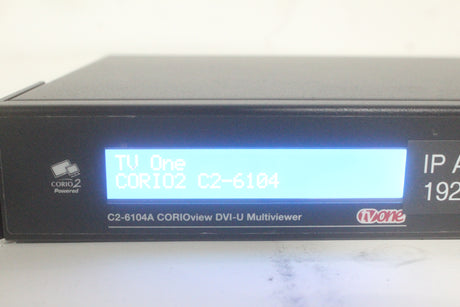 TV One
CORIO2 C2-6104
CORIO2
Powered
C2-6104A CORIOview DVI-U Multiviewer
TVone
IP A
192